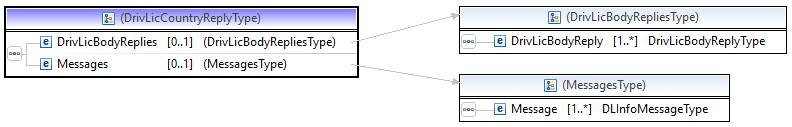 (DrivLicCountryReplyType)
DrivLicBodyReplies [0..1] (DrivLicBodyRepliesType)
Messages [0..1] (MessagesType)
(DrivLicBodyRepliesType)
DrivLicBodyReply [1..*] DrivLicBodyReplyType
(MessagesType)
Message [1..*] DLInfoMessageType